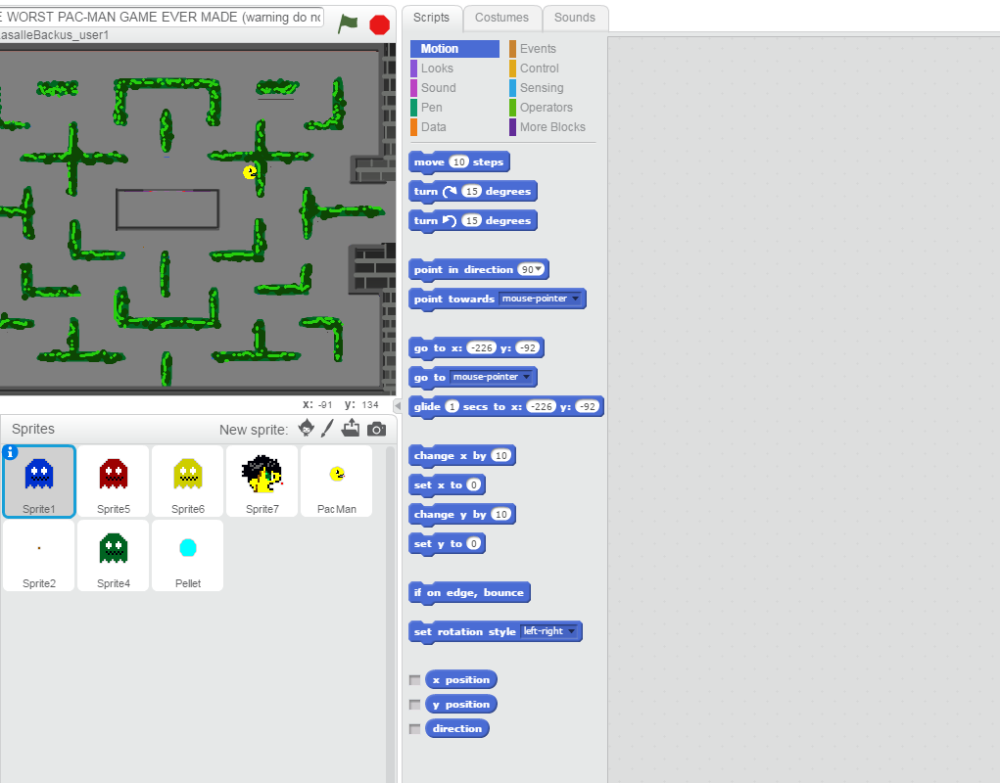 E WORST PAC-MAN GAME EVER MADE (warning do no
asalleBackus_user1
x: -91 y: 134
Sprites
New sprite:
Sprite1
Sprite5
Sprite6
Sprite7
PacMan
Sprite2
Sprite4
Pellet
Scripts
Costumes
Sounds
Motion
Events
Looks
Control
Sound
Sensing
Pen
Operators
Data
More Blocks
move 10 steps
turn 15 degrees
turn 15 degrees
point in direction 90
point towards mouse-pointer
go to x: -226 y: -92
go to mouse-pointer
glide 1 secs to x: -226 y: -92
change x by 10
set x to 0
change y by 10
set y to 0
if on edge, bounce
set rotation style left-right
x position
y position
direction